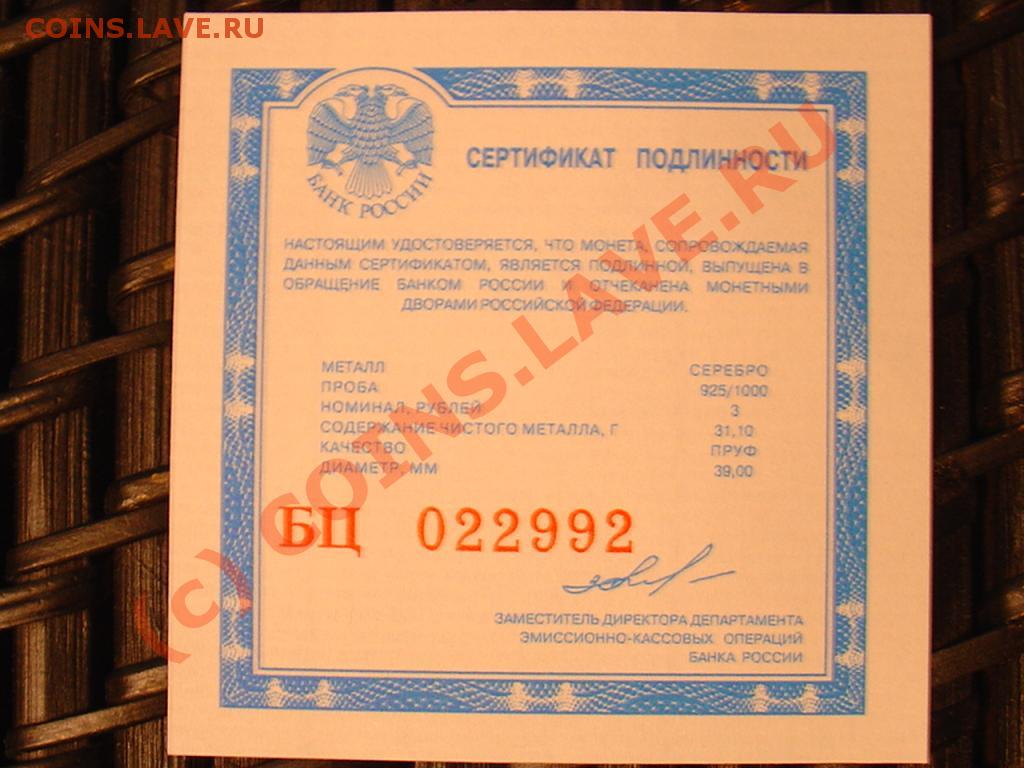 COINS.LAVE.RU
БАНК РОССИИ
СЕРТИФИКАТ ПОДЛИННОСТИ
НАСТОЯЩИМ УДОСТОВЕРЯЕТСЯ, ЧТО МОНЕТА, СОПРОВОЖДАЕМАЯ
ДАННЫМ СЕРТИФИКАТОМ, ЯВЛЯЕТСЯ ПОДЛИННОЙ, ВЫПУЩЕНА В
ОБРАЩЕНИЕ БАНКОМ РОССИИ И ОТЧЕКАНЕНА МОНЕТНЫМИ
ДВОРАМИ РОССИЙСКОЙ ФЕДЕРАЦИИ.
МЕТАЛЛ СЕРЕБРО
ПРОБА 925/1000
НОМИНАЛ, РУБЛЕЙ 3
СОДЕРЖАНИЕ ЧИСТОГО МЕТАЛЛА, Г 31,10
КАЧЕСТВО ПРУФ
ДИАМЕТР, ММ 39,00
БЦ 022992
ЗАМЕСТИТЕЛЬ ДИРЕКТОРА ДЕПАРТАМЕНТА
ЭМИССИОННО-КАССОВЫХ ОПЕРАЦИЙ
БАНКА РОССИИ
(c) COINS.LAVE.RU